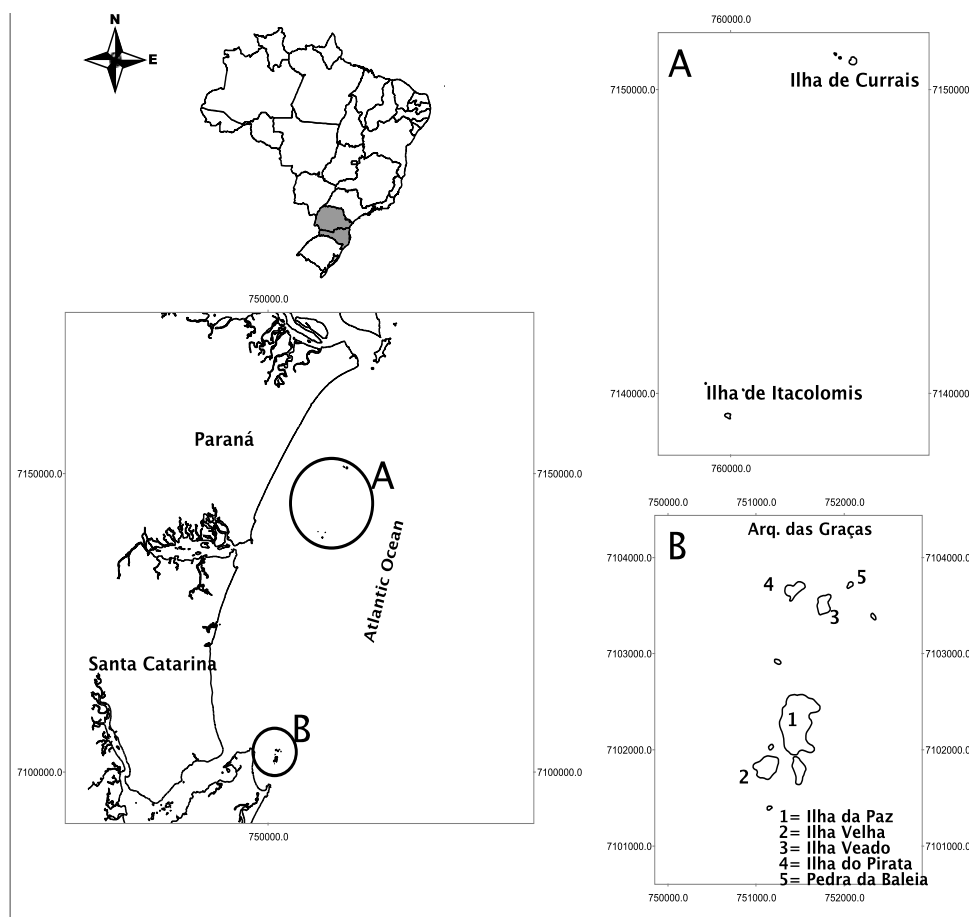 N
E
750000.0
Paraná
7150000.0
7150000.0
A
Atlantic Ocean
Santa Catarina
B
7100000.0
7100000.0
750000.0
760000.0
A
Ilha de Currais
7150000.0
7150000.0
Ilha de Itacolomis
7140000.0
7140000.0
760000.0
750000.0
751000.0
752000.0
B
Arq. das Graças
7104000.0
7104000.0
4
5
3
7103000.0
7103000.0
1
7102000.0
7102000.0
2
1= Ilha da Paz
2= Ilha Velha
3= Ilha Veado
4= Ilha do Pirata
5= Pedra da Baleia
7101000.0
7101000.0
750000.0
751000.0
752000.0